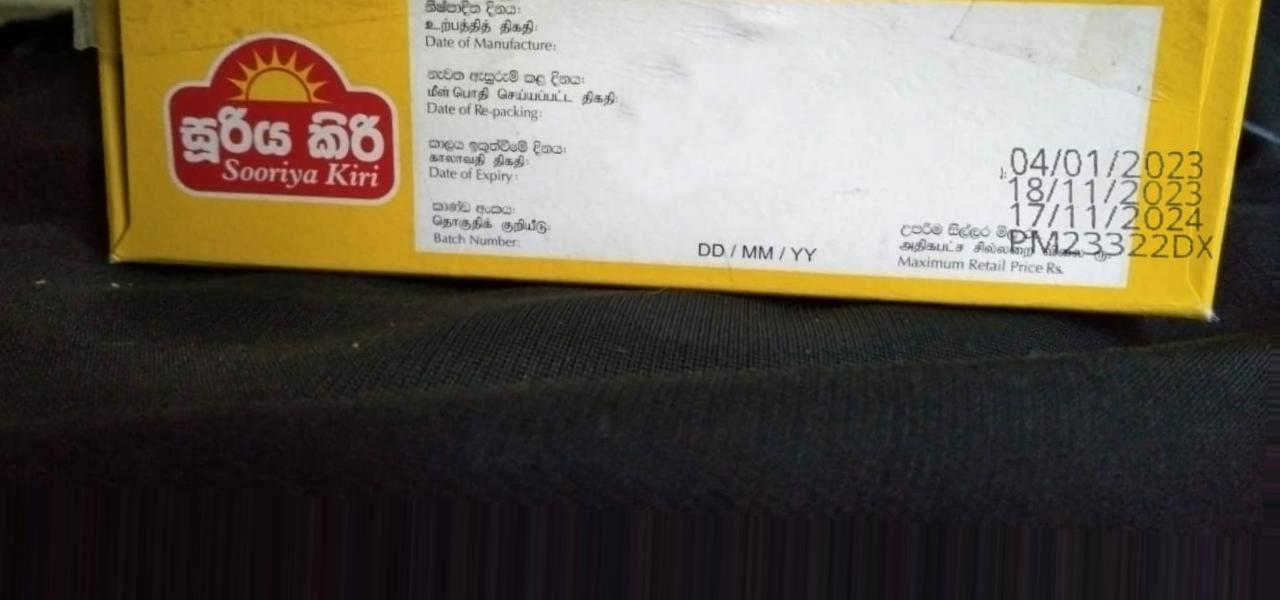 සූරිය කිරි
Sooriya Kiri
නිෂ්පාදිත දිනය:
உற்பத்தித் திகதி:
Date of Manufacture:
නැවත ඇසුරුම් කළ දිනය:
மீள் பொதி செய்யப்பட்ட திகதி:
Date of Re-packing:
කාලය ඉකුත්වීමේ දිනය:
காலாவதி திகதி:
Date of Expiry:
කාණ්ඩ අංකය:
தொகுதிக் குறியீடு:
Batch Number:
DD / MM / YY
04/01/2023
18/11/2023
17/11/2024
PM23322DX
උපරිම සිල්ලර
அதிகபட்ச சில்லறை விலை ரூ.
Maximum Retail Price Rs.